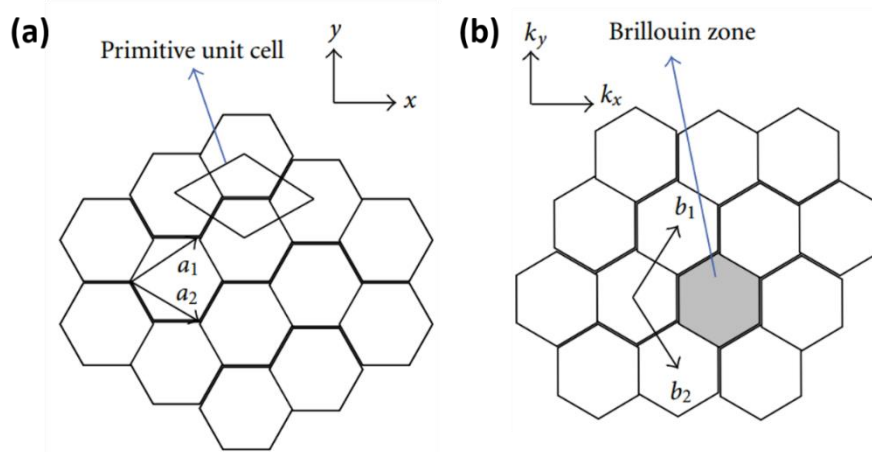 (a)
y
Primitive unit cell
x
a1
a2
(b)
ky
Brillouin zone
kx
b1
b2